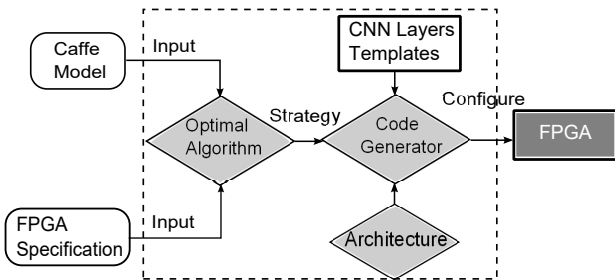 Caffe
Model
Input
CNN Layers
Templates
Optimal
Algorithm
Strategy
Code
Generator
Configure
FPGA
FPGA
Specification
Input
Architecture